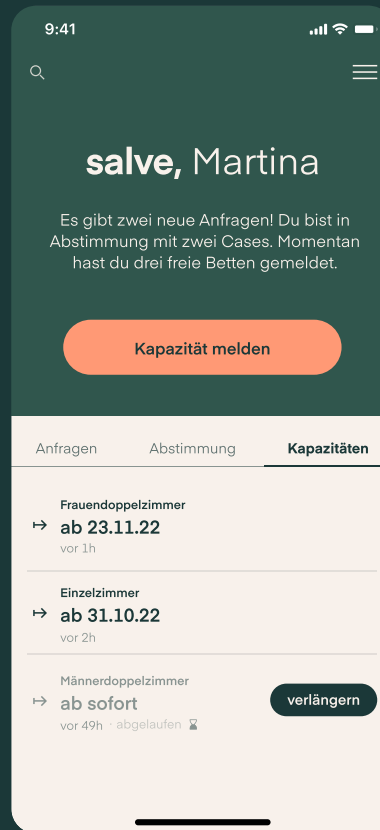 9:41
salve, Martina
Es gibt zwei neue Anfragen! Du bist in
Abstimmung mit zwei Cases. Momentan
hast du drei freie Betten gemeldet.
Kapazität melden
Anfragen Abstimmung Kapazitäten
Frauendoppelzimmer
ab 23.11.22
vor 1h
Einzelzimmer
ab 31.10.22
vor 2h
Männerdoppelzimmer
ab sofort
verlängern
vor 49h · abgelaufen